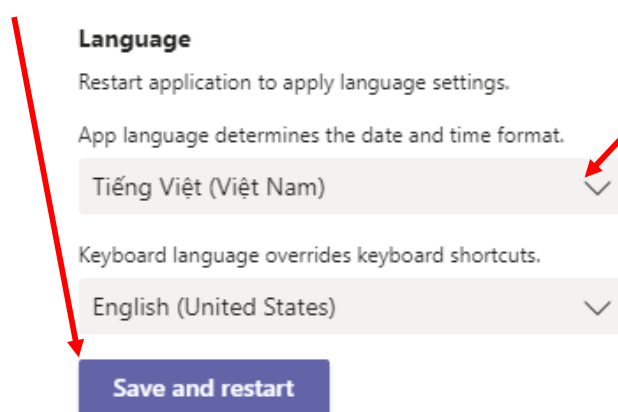 Language
Restart application to apply language settings.
App language determines the date and time format.
Tiếng Việt (Việt Nam)
Keyboard language overrides keyboard shortcuts.
English (United States)
Save and restart